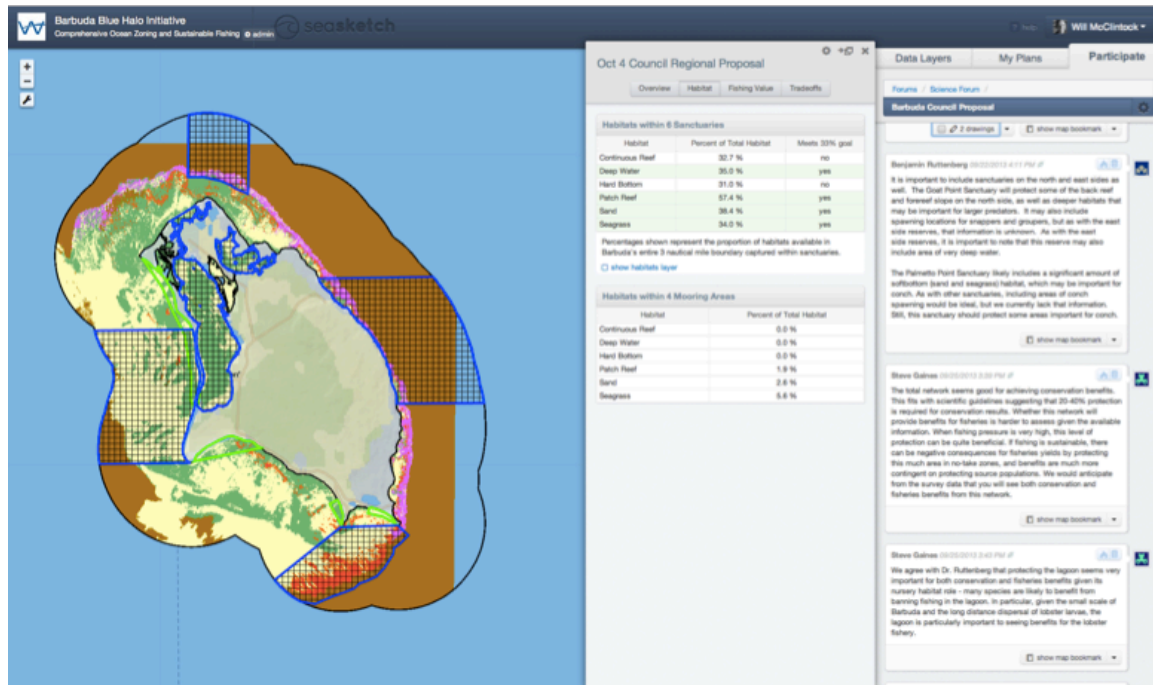 Barbuda Blue Halo Initiative
Comprehensive Ocean Zoning and Sustainable Fishing admin
seasketch
help
Will McClintock
+
−
Oct 4 Council Regional Proposal
Overview Habitat Fishing Value Tradeoffs
Habitats within 6 Sanctuaries
Habitat Percent of Total Habitat Meets 33% goal
Continuous Reef 32.7 % no
Deep Water 35.0 % yes
Hard Bottom 31.0 % no
Patch Reef 57.4 % yes
Sand 38.4 % yes
Seagrass 34.0 % yes
Percentages shown represent the proportion of habitats available in
Barbuda's entire 3 nautical mile boundary captured within sanctuaries.
show habitats layer
Habitats within 4 Mooring Areas
Habitat Percent of Total Habitat
Continuous Reef 0.0 %
Deep Water 0.0 %
Hard Bottom 0.0 %
Patch Reef 1.9 %
Sand 2.6 %
Seagrass 5.6 %
Data Layers My Plans Participate
Forums / Science Forum /
Barbuda Council Proposal
2 drawings show map bookmark
Benjamin Ruttenberg 4:11 PM
It is important to include sanctuaries on the north and east sides as
well. The Goat Point Sanctuary will protect some of the back reef
and forereef slope on the north side, as well as deeper habitats that
may be important for larger predators. It may also include
spawning locations for snappers and groupers, but as with the east
side reserves, that information is unknown. As with the east
side reserves, it is important to note that this reserve may also
include area of very deep water.
The Palmetto Point Sanctuary likely includes a significant amount of
softbottom (sand and seagrass) habitat, which may be important for
conch. As with other sanctuaries, including areas of conch
spawning would be ideal, but we currently lack that information.
Still, this sanctuary should protect some areas important for conch.
show map bookmark
Steve Gaines PM
The total network seems good for achieving conservation benefits.
This fits with scientific guidelines suggesting that 20-40% protection
is required for conservation results. Whether this network will
provide benefits for fisheries is harder to assess given the available
information. When fishing pressure is very high, this level of
protection can be quite beneficial. If fishing is sustainable, there
can be negative consequences for fisheries yields by protecting
this much area in no-take zones, and benefits are much more
contingent on protecting source populations. We would anticipate
from the survey data that you will see both conservation and
fisheries benefits from this network.
show map bookmark
Steve Gaines 3:43 PM
We agree with Dr. Ruttenberg that protecting the lagoon seems very
important for both conservation and fisheries benefits given its
nursery habitat role - many species are likely to benefit from
banning fishing in the lagoon. In particular, given the small scale of
Barbuda and the long distance dispersal of lobster larvae, the
lagoon is particularly important to seeing benefits for the lobster
fishery.
show map bookmark